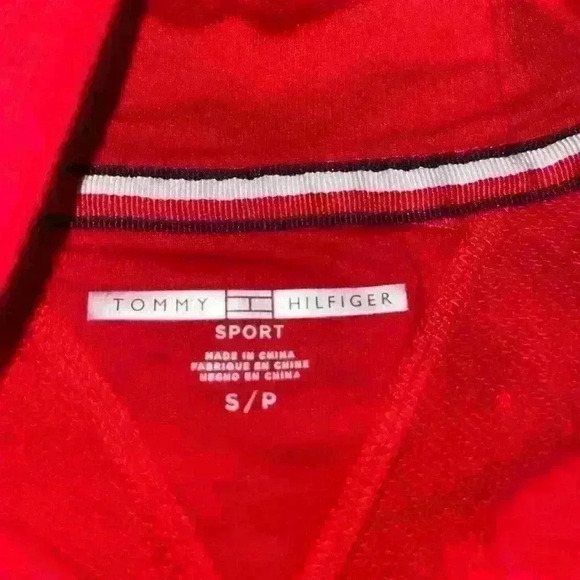 TOMMY HILFIGER
SPORT
MADE IN CHINA
FABRIQUE EN CHINE
HECHO EN CHINA
S/P